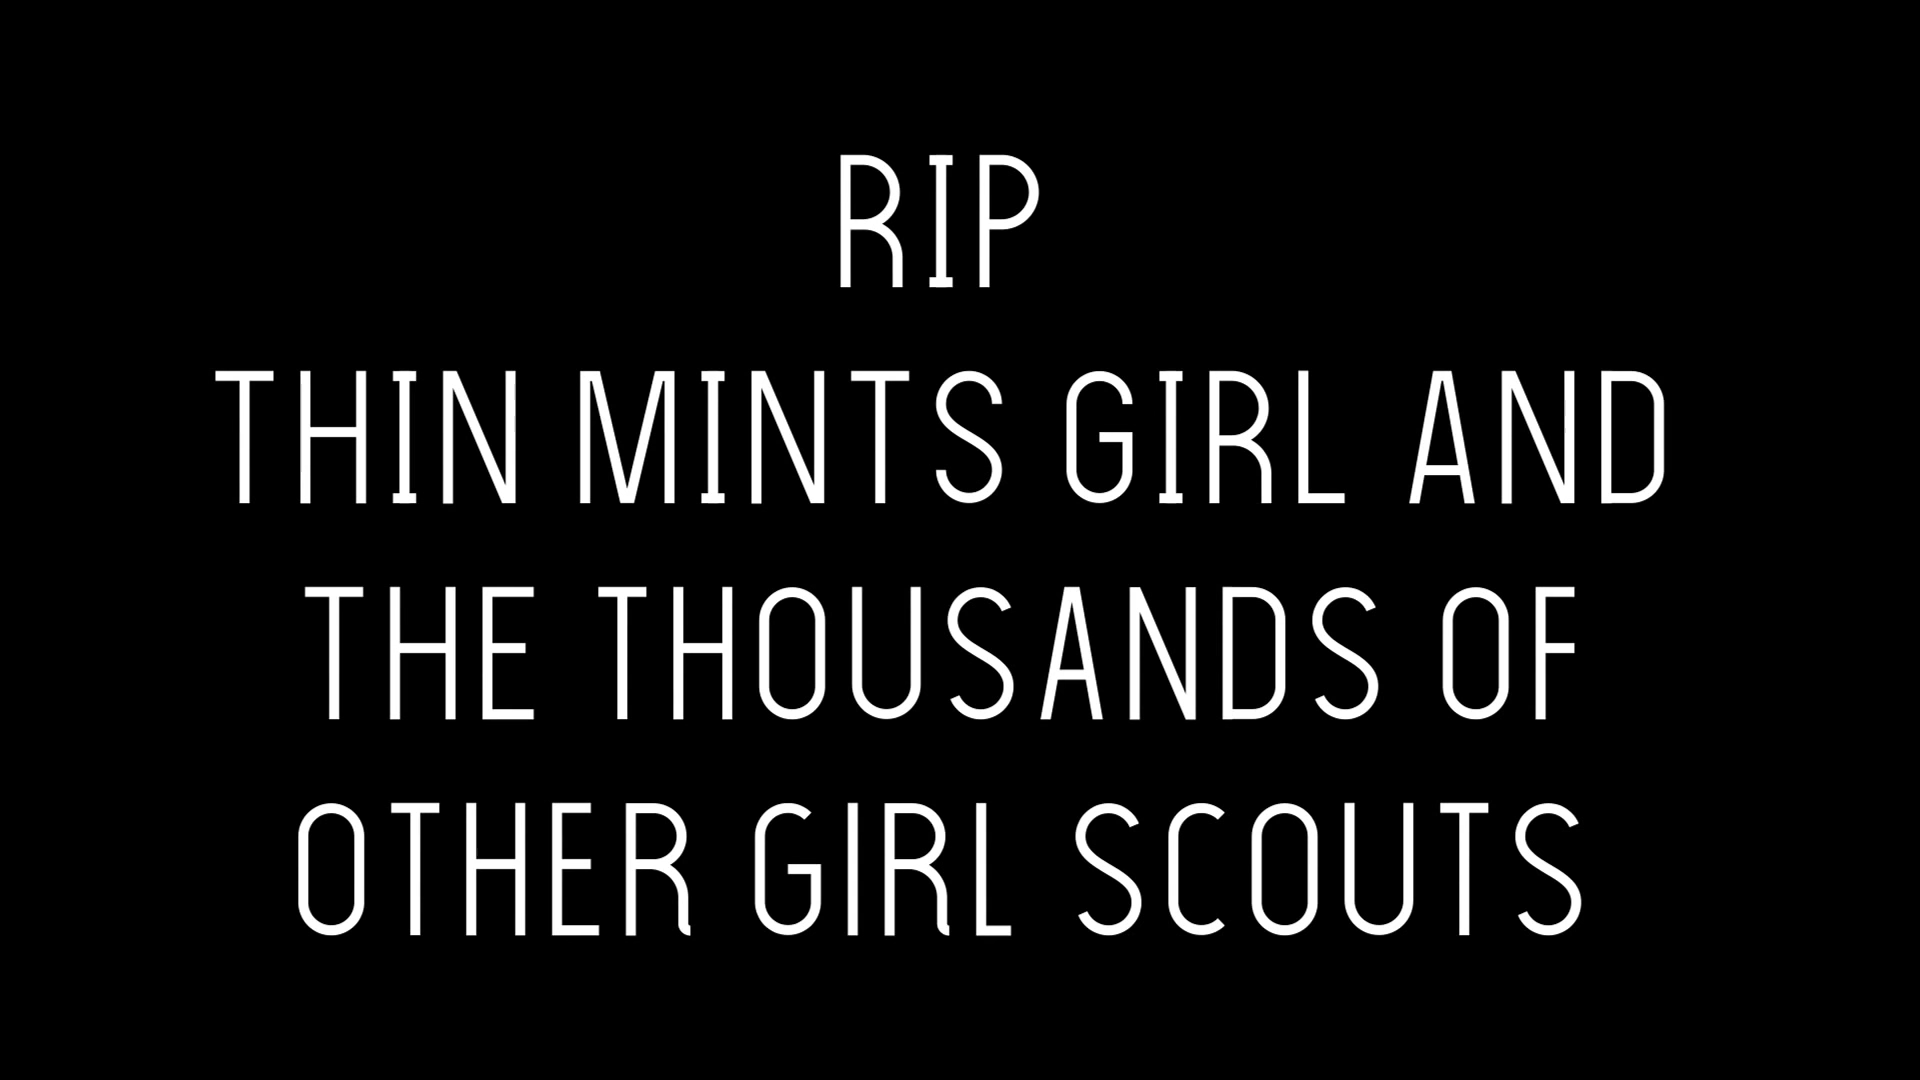 RIP
THIN MINTS GIRL AND
THE THOUSANDS OF
OTHER GIRL SCOUTS